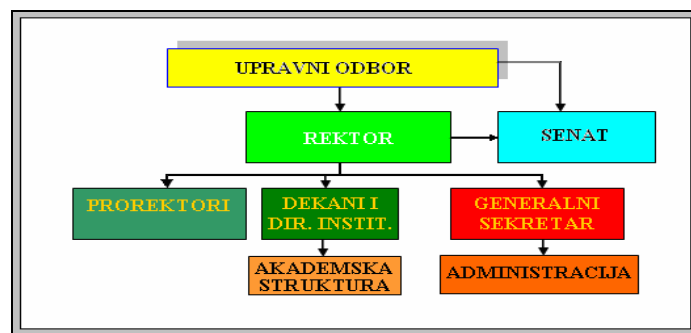 UPRAVNI ODBOR
REKTOR
SENAT
PROREKTORI
DEKANI I
DIR. INSTIT.
GENERALNI
SEKRETAR
AKADEMSKA
STRUKTURA
ADMINISTRACIJA